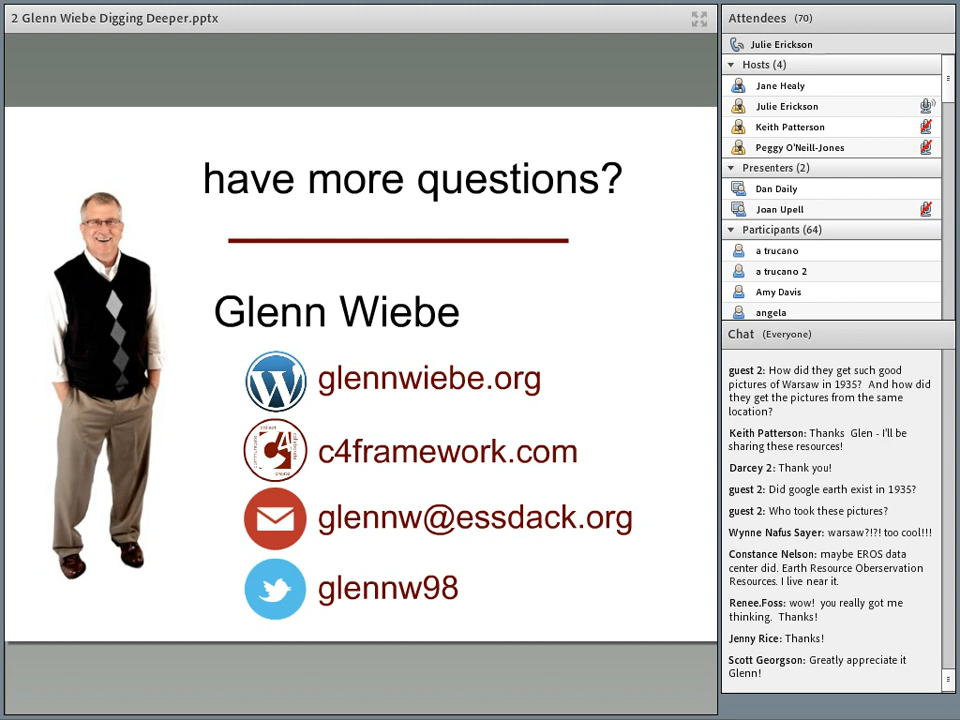 2 Glenn Wiebe Digging Deeper.pptx
have more questions?
Glenn Wiebe
glennwiebe.org
c4framework.com
glennw@essdack.org
glennw98
Attendees (70)
Julie Erickson
Hosts (4)
Jane Healy
Julie Erickson
Keith Patterson
Peggy O'Neill-Jones
Presenters (2)
Dan Daily
Joan Upell
Participants (64)
a trucano
a trucano 2
Amy Davis
angela
Chat (Everyone)
guest 2: How did they get such good
pictures of Warsaw in 1935? And how did
they get the pictures from the same
location?
Keith Patterson: Thanks Glen - I'll be
sharing these resources!
Darcey 2: Thank you!
guest 2: Did google earth exist in 1935?
guest 2: Who took these pictures?
Wynne Nafus Sayer: warsaw?!?! too cool!!!
Constance Nelson: maybe EROS data
center did. Earth Resource Oberservation
Resources. I live near it.
Renee.Foss: wow! you really got me
thinking. Thanks!
Jenny Rice: Thanks!
Scott Georgson: Greatly appreciate it
Glenn!